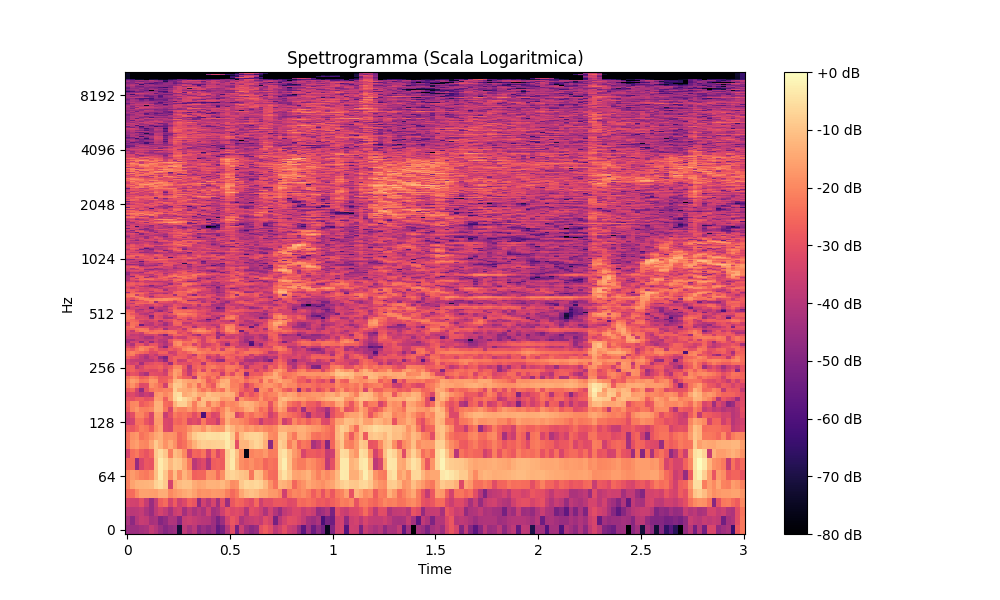 Spettrogramma (Scala Logaritmica)
8192
4096
2048
1024
512
256
128
64
0
Hz
0
0.5
1
1.5
2
2.5
3
Time
+0 dB
-10 dB
-20 dB
-30 dB
-40 dB
-50 dB
-60 dB
-70 dB
-80 dB